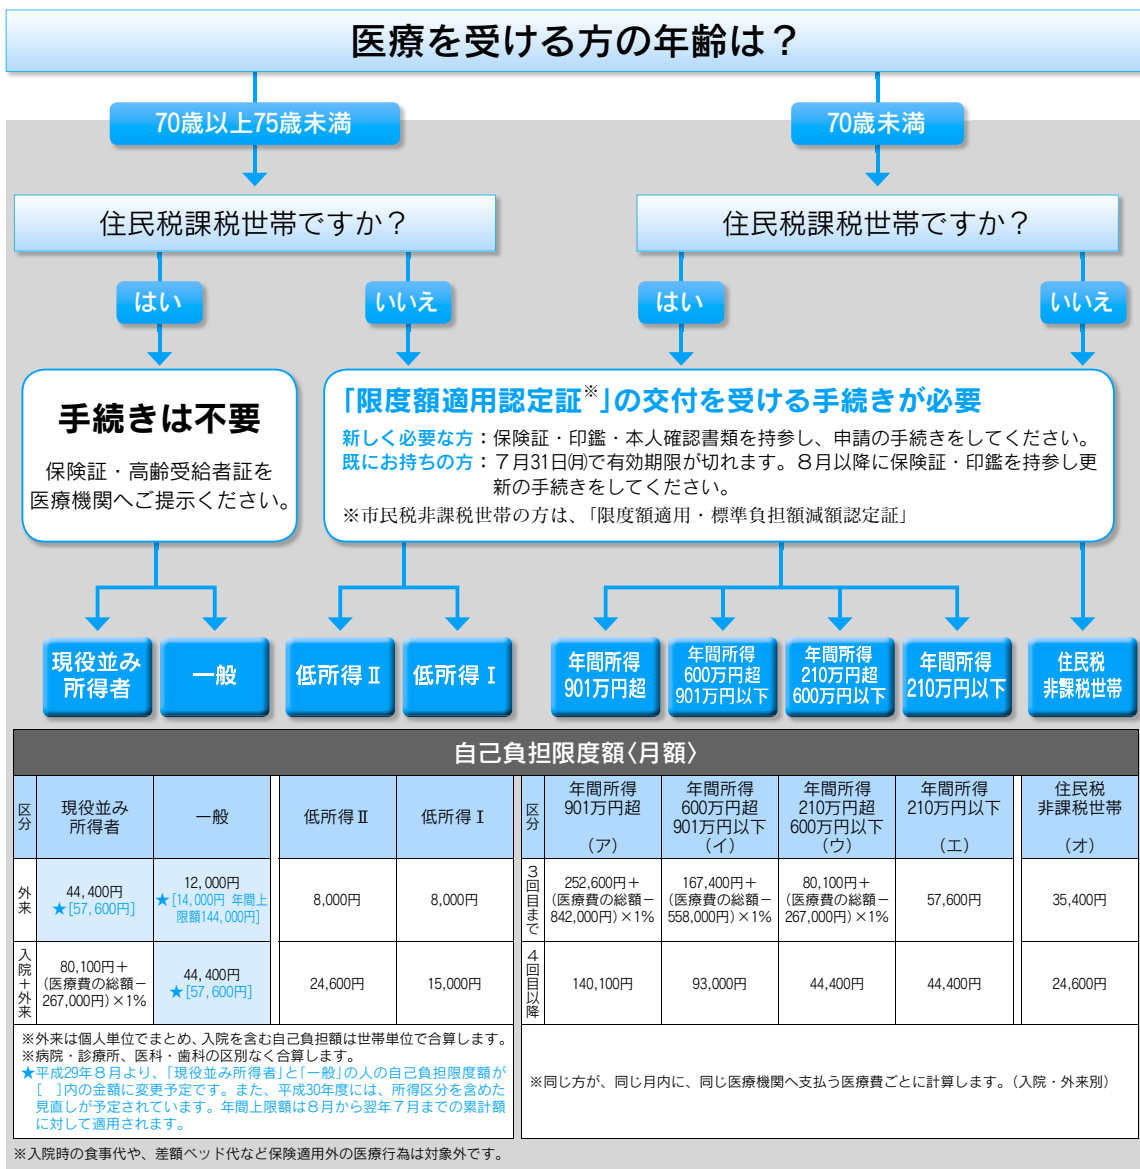 医療を受ける方の年齢は？
70歳以上75歳未満
70歳未満
住民税課税世帯ですか？
住民税課税世帯ですか？
はい
いいえ
はい
いいえ
手続きは不要
保険証・高齢受給者証を
医療機関へご提示ください。
「限度額適用認定証※」の交付を受ける手続きが必要
新しく必要な方：保険証・印鑑・本人確認書類を持参し、申請の手続きをしてください。
既にお持ちの方：７月31日㈪で有効期限が切れます。８月以降に保険証・印鑑を持参し更
新の手続きをしてください。
※市民税非課税世帯の方は、「限度額適用・標準負担額減額認定証」
現役並み
所得者
一般
低所得Ⅱ
低所得Ⅰ
年間所得
901万円超
年間所得
600万円超
901万円以下
年間所得
210万円超
600万円以下
年間所得
210万円以下
住民税
非課税世帯
自己負担限度額〈月額〉
区分
現役並み
所得者
一般
低所得Ⅱ
低所得Ⅰ
区分
年間所得
901万円超
（ア）
年間所得
600万円超
901万円以下
（イ）
年間所得
210万円超
600万円以下
（ウ）
年間所得
210万円以下
（エ）
住民税
非課税世帯
（オ）
外来
44,400円
★[57,600円]
12,000円
★[14,000円 年間上
限額144,000円]
8,000円
8,000円
３回目まで
252,600円＋
(医療費の総額－
842,000円)×1%
167,400円＋
(医療費の総額－
558,000円)×1%
80,100円＋
(医療費の総額－
267,000円)×1%
57,600円
35,400円
入院＋外来
80,100円＋
(医療費の総額－
267,000円)×1%
44,400円
★[57,600円]
24,600円
15,000円
４回目以降
140,100円
93,000円
44,400円
44,400円
24,600円
※外来は個人単位でまとめ、入院を含む自己負担額は世帯単位で合算します。
※病院・診療所、医科・歯科の区別なく合算します。
★平成29年８月より、「現役並み所得者」と「一般」の人の自己負担限度額が
[　]内の金額に変更予定です。また、平成30年度には、所得区分を含めた
見直しが予定されています。年間上限額は８月から翌年７月までの累計額
に対して適用されます。
※同じ方が、同じ月内に、同じ医療機関へ支払う医療費ごとに計算します。（入院・外来別）
※入院時の食事代や、差額ベッド代など保険適用外の医療行為は対象外です。